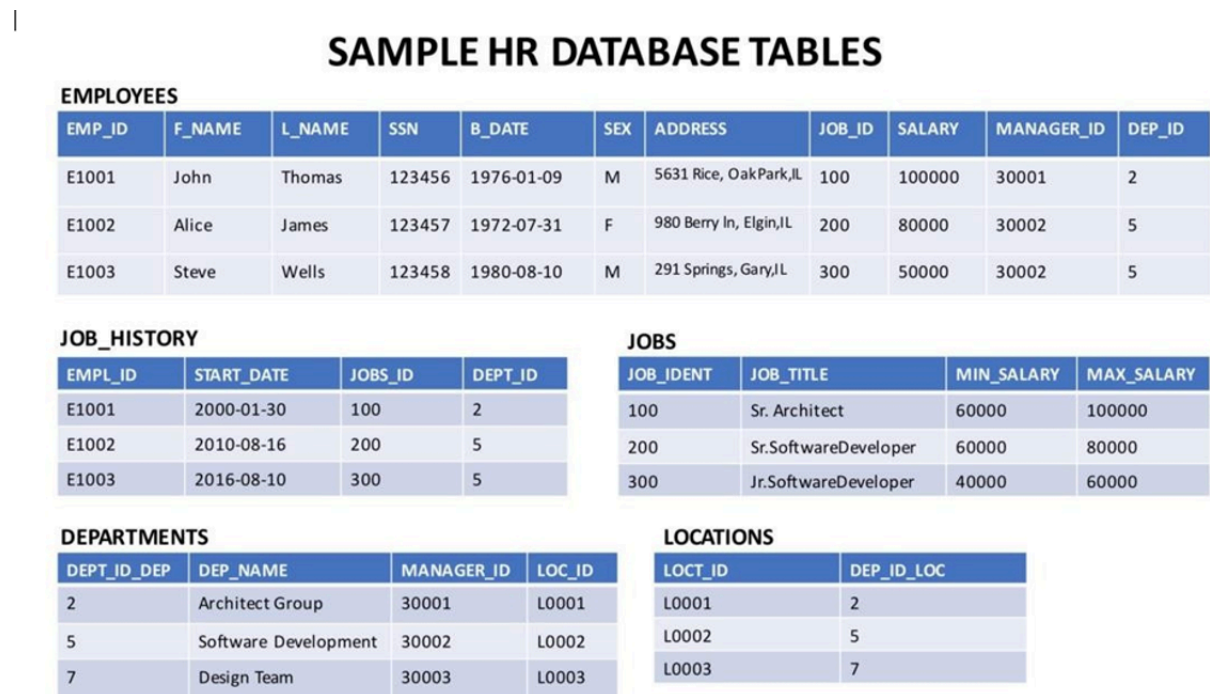 SAMPLE HR DATABASE TABLES
EMPLOYEES
EMP_ID F_NAME L_NAME SSN B_DATE SEX ADDRESS JOB_ID SALARY MANAGER_ID DEP_ID
E1001 John Thomas 123456 1976-01-09 M 5631 Rice, OakPark,IL 100 100000 30001 2
E1002 Alice James 123457 1972-07-31 F 980 Berry ln, Elgin,IL 200 80000 30002 5
E1003 Steve Wells 123458 1980-08-10 M 291 Springs, Gary,IL 300 50000 30002 5
JOB_HISTORY
EMPL_ID START_DATE JOBS_ID DEPT_ID
E1001 2000-01-30 100 2
E1002 2010-08-16 200 5
E1003 2016-08-10 300 5
JOBS
JOB_IDENT JOB_TITLE MIN_SALARY MAX_SALARY
100 Sr. Architect 60000 100000
200 Sr.SoftwareDeveloper 60000 80000
300 Jr.SoftwareDeveloper 40000 60000
DEPARTMENTS
DEPT_ID_DEP DEP_NAME MANAGER_ID LOC_ID
2 Architect Group 30001 L0001
5 Software Development 30002 L0002
7 Design Team 30003 L0003
LOCATIONS
LOCT_ID DEP_ID_LOC
L0001 2
L0002 5
L0003 7